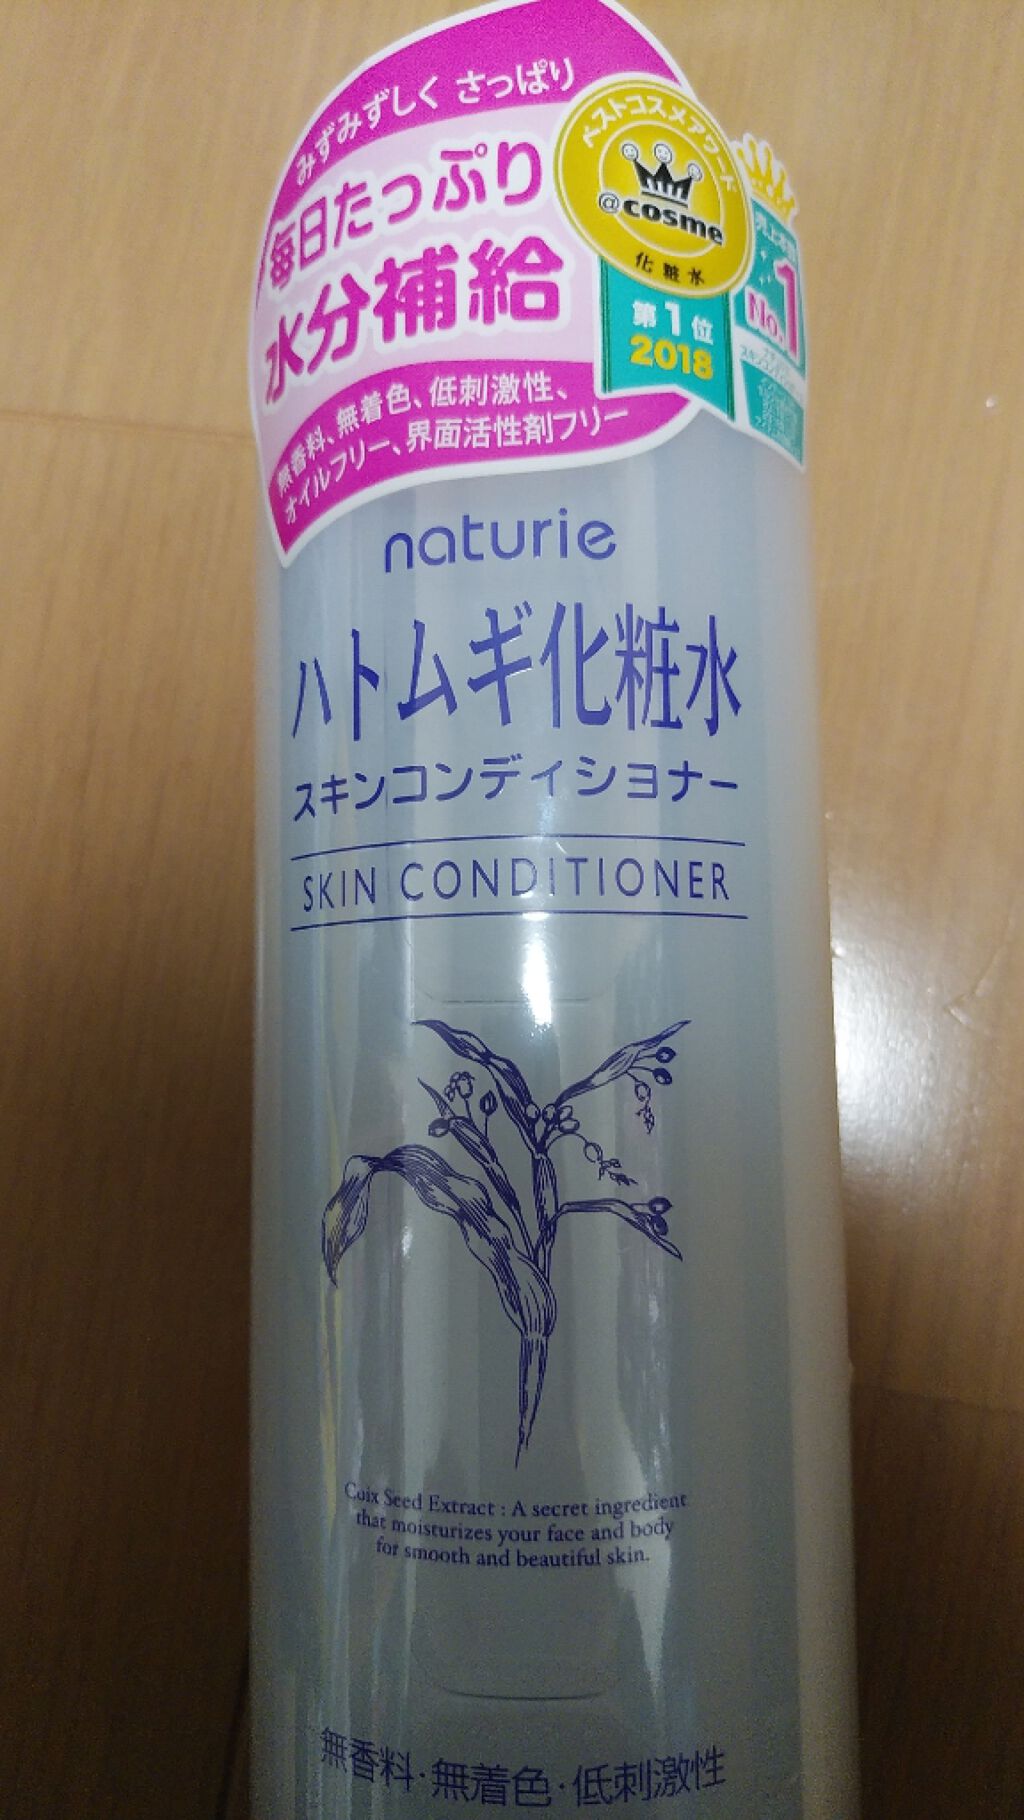 みずみずしく さっぱり
毎日たっぷり
水分補給
無香料、無着色、低刺激性、
オイルフリー、界面活性剤フリー
ベストコスメアワード
@cosme
化粧水
第1位
2018
No.1
naturie
ハトムギ化粧水
スキンコンディショナー
SKIN CONDITIONER
Coix Seed Extract : A secret ingredient
that moisturizes your face and body
for smooth and beautiful skin.
無香料・無着色・低刺激性